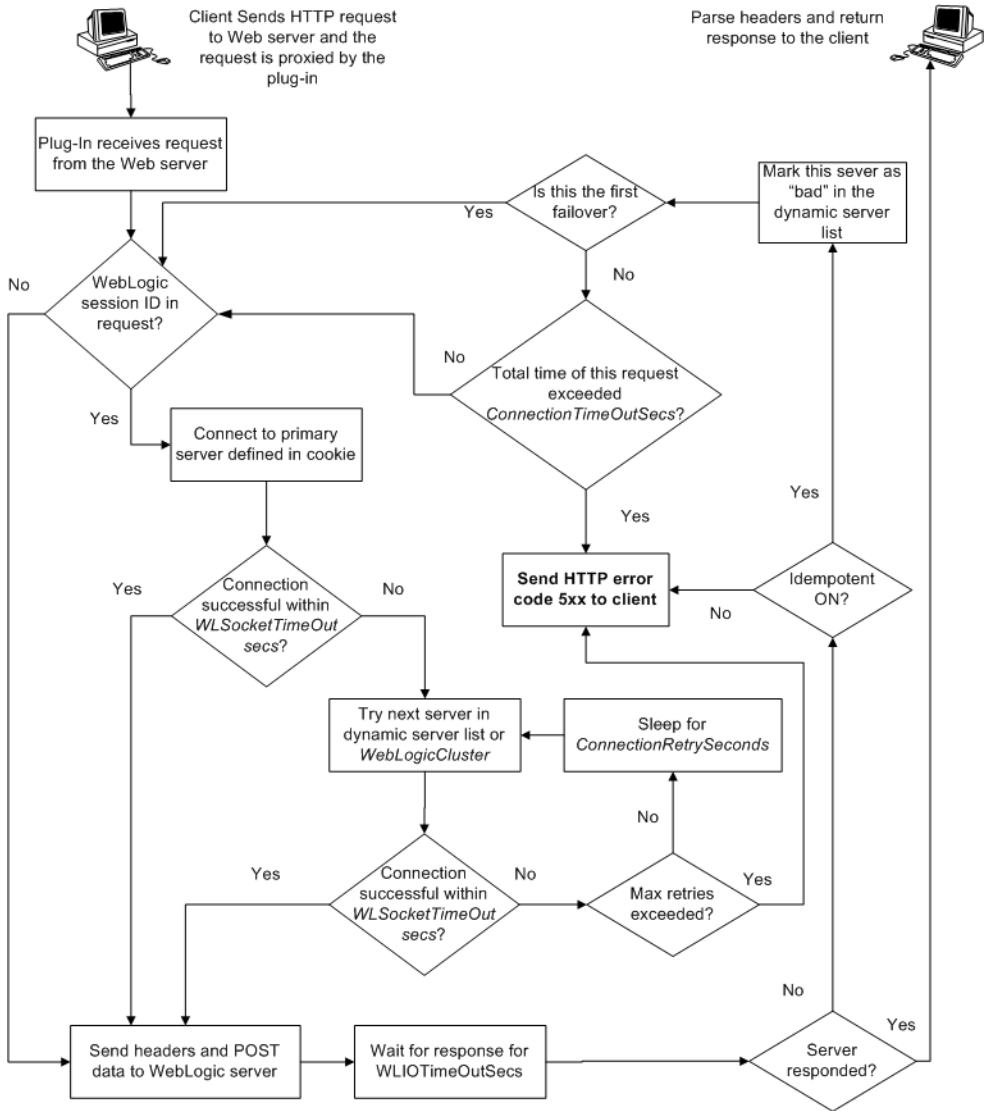 Client Sends HTTP request
to Web server and the
request is proxied by the
plug-in
Parse headers and return
response to the client
Plug-In receives request
from the Web server
Is this the first
failover?
Yes
No
Mark this sever as
“bad” in the
dynamic server
list
No
WebLogic
session ID in
request?
Yes
No
Total time of this request
exceeded
ConnectionTimeOutSecs?
Yes
Connect to primary
server defined in cookie
Yes
Send HTTP error
code 5xx to client
No
Idempotent
ON?
Yes
Connection
successful within
WLSocketTimeOut
secs?
No
Try next server in
dynamic server list or
WebLogicCluster
Sleep for
ConnectionRetrySeconds
No
Yes
Connection
successful within
WLSocketTimeOut
secs?
No
Max retries
exceeded?
Yes
No
Yes
Send headers and POST
data to WebLogic server
Wait for response for
WLIOTimeOutSecs
Server
responded?